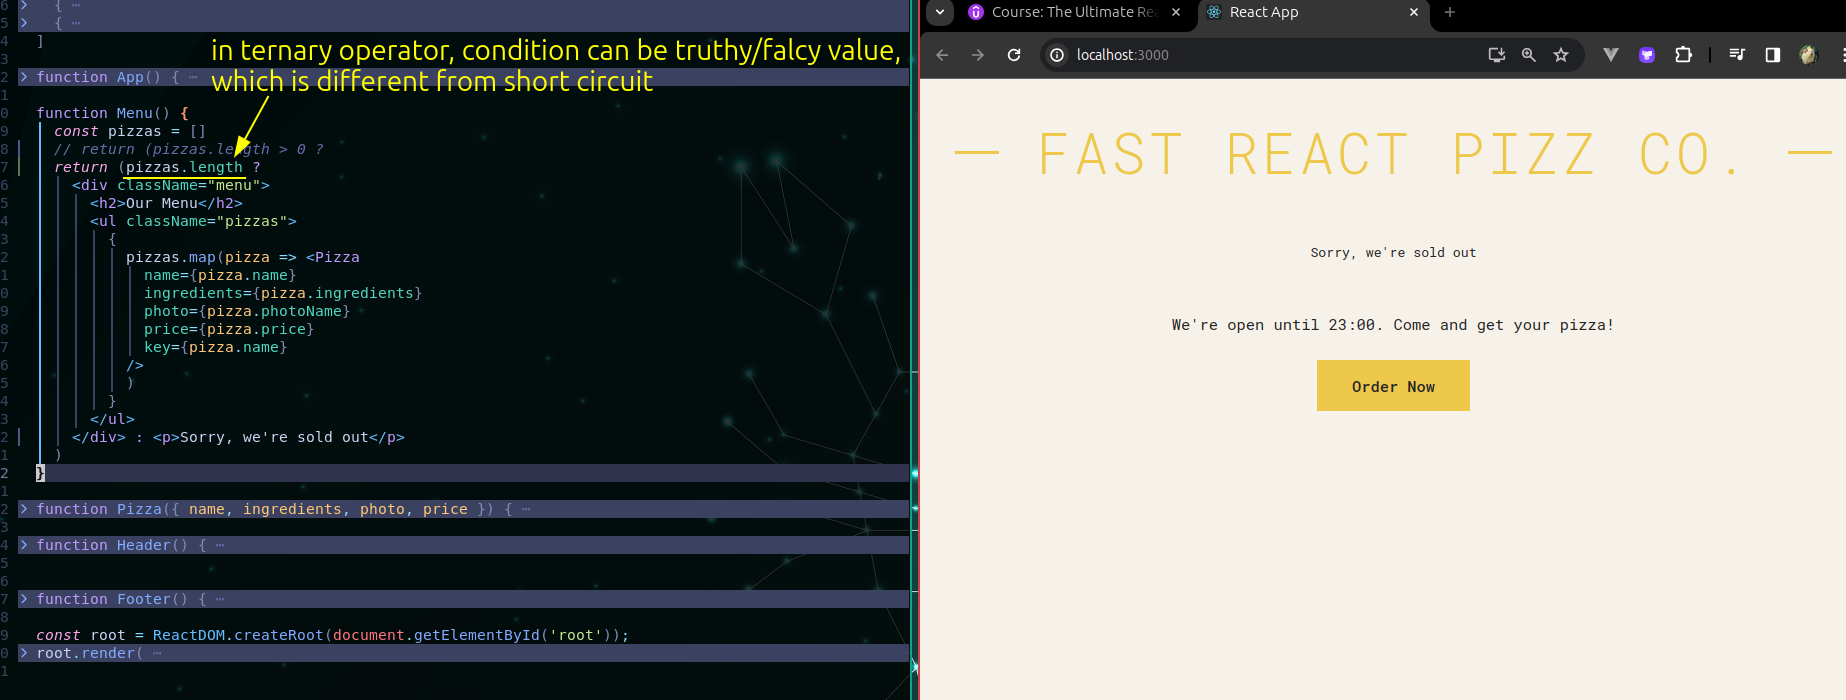 6 > { ⋯
5 > { ⋯
4 ]
3
2 > function App() { ⋯
in ternary operator, condition can be truthy/falcy value,
which is different from short circuit
1
0 function Menu() {
9 const pizzas = []
8 // return (pizzas.length > 0 ?
7 return (pizzas.length ?
6 <div className="menu">
5 <h2>Our Menu</h2>
4 <ul className="pizzas">
3 {
2 pizzas.map(pizza => <Pizza
1 name={pizza.name}
0 ingredients={pizza.ingredients}
9 photo={pizza.photoName}
8 price={pizza.price}
7 key={pizza.name}
6 />
5 )
4 }
3 </ul>
2 </div> : <p>Sorry, we're sold out</p>
1 )
2 }
1
2 > function Pizza({ name, ingredients, photo, price }) { ⋯
3
4 > function Header() { ⋯
5
6
7 > function Footer() { ⋯
8
9 const root = ReactDOM.createRoot(document.getElementById('root'));
0 > root.render( ⋯
1
Course: The Ultimate Rea
React App
localhost:3000
FAST REACT PIZZ CO.
Sorry, we're sold out
We're open until 23:00. Come and get your pizza!
Order Now